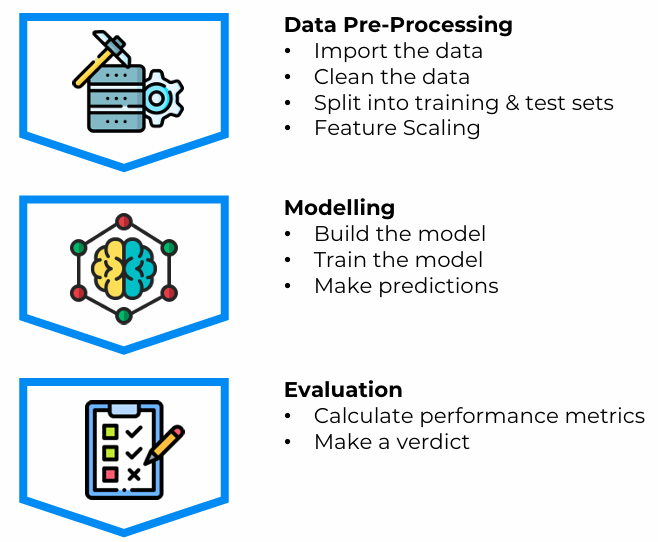 Data Pre-Processing
• Import the data
• Clean the data
• Split into training & test sets
• Feature Scaling
Modelling
• Build the model
• Train the model
• Make predictions
Evaluation
• Calculate performance metrics
• Make a verdict